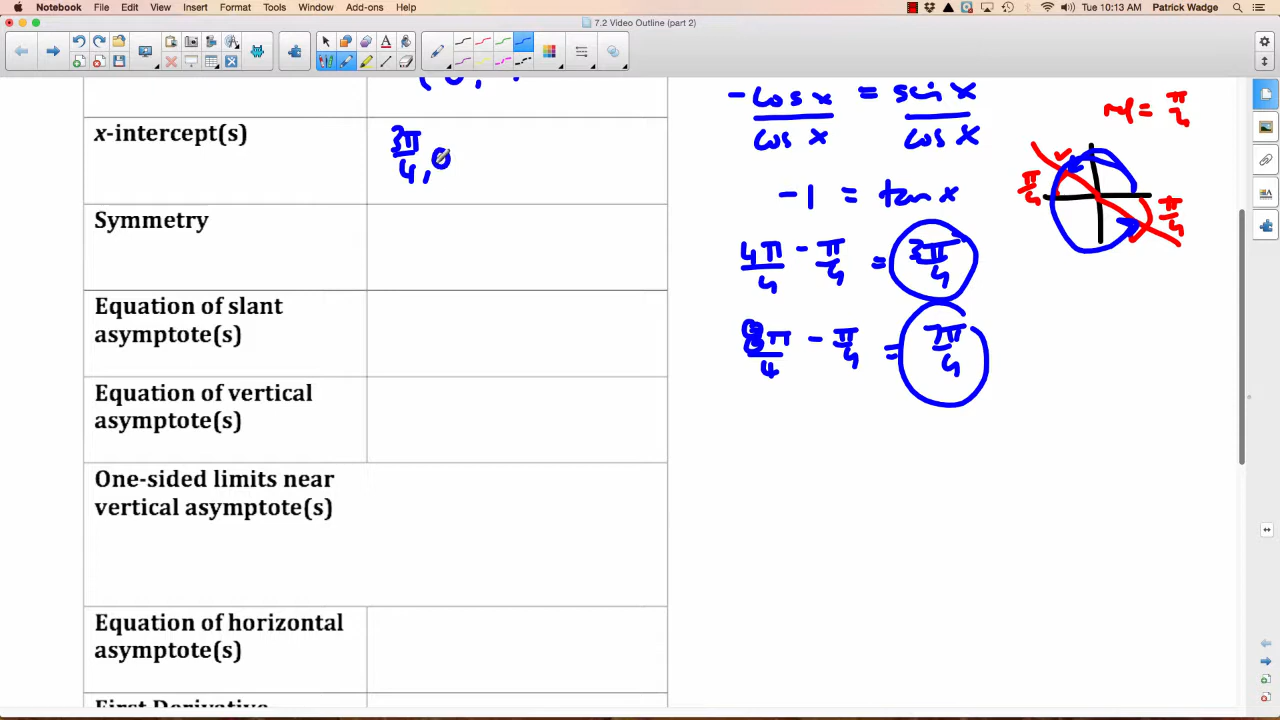 Notebook File Edit View Insert Format Tools Window Add-ons Help Tue 10:13 AM Patrick Wadge
7.2 Video Outline (part 2)
x-intercept(s)
3π/4, 0
Symmetry
Equation of slant
asymptote(s)
Equation of vertical
asymptote(s)
One-sided limits near
vertical asymptote(s)
Equation of horizontal
asymptote(s)
First Derivative
-cos x / cos x = sin x / cos x
-1 = tan x
4π/4 - π/4 = 3π/4
8π/4 - π/4 = 7π/4
ref = π/4
π/4
π/4